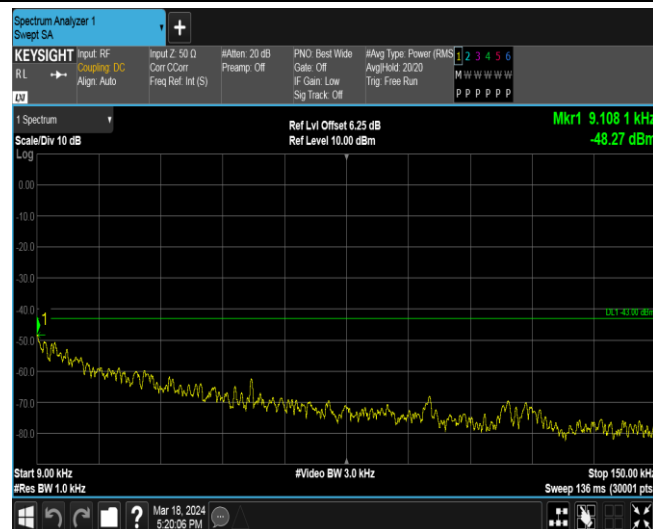 Spectrum Analyzer 1
Swept SA
+
KEYSIGHT Input: RF Input Z: 50 Ω #Atten: 20 dB PNO: Best Wide #Avg Type: Power (RMS 1 2 3 4 5 6
RL Coupling: DC Corr CCorr Preamp: Off Gate: Off Avg|Hold: 20/20 M W W W W W
Align: Auto Freq Ref: Int (S) IF Gain: Low Trig: Free Run
Sig Track: Off P P P P P P
LXI
1 Spectrum Ref Lvl Offset 6.25 dB Mkr1 9.108 1 kHz
Scale/Div 10 dB Ref Level 10.00 dBm -48.27 dBm
Log
0.00
-10.0
-20.0
-30.0
-40.0 1 DL1 -43.00 dBm
-50.0
-60.0
-70.0
-80.0
Start 9.00 kHz #Video BW 3.0 kHz Stop 150.00 kHz
#Res BW 1.0 kHz Sweep 136 ms (30001 pts
? Mar 18, 2024
5:20:06 PM